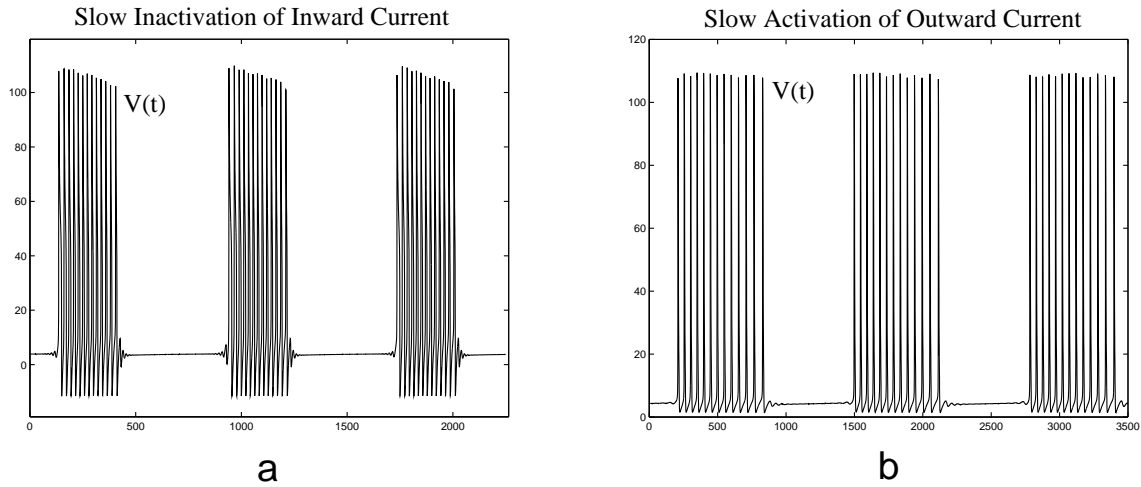 Slow Inactivation of Inward Current
100
80
60
40
20
0
V(t)
0 500 1000 1500 2000
a
Slow Activation of Outward Current
120
100
80
60
40
20
0
V(t)
0 500 1000 1500 2000 2500 3000 3500
b